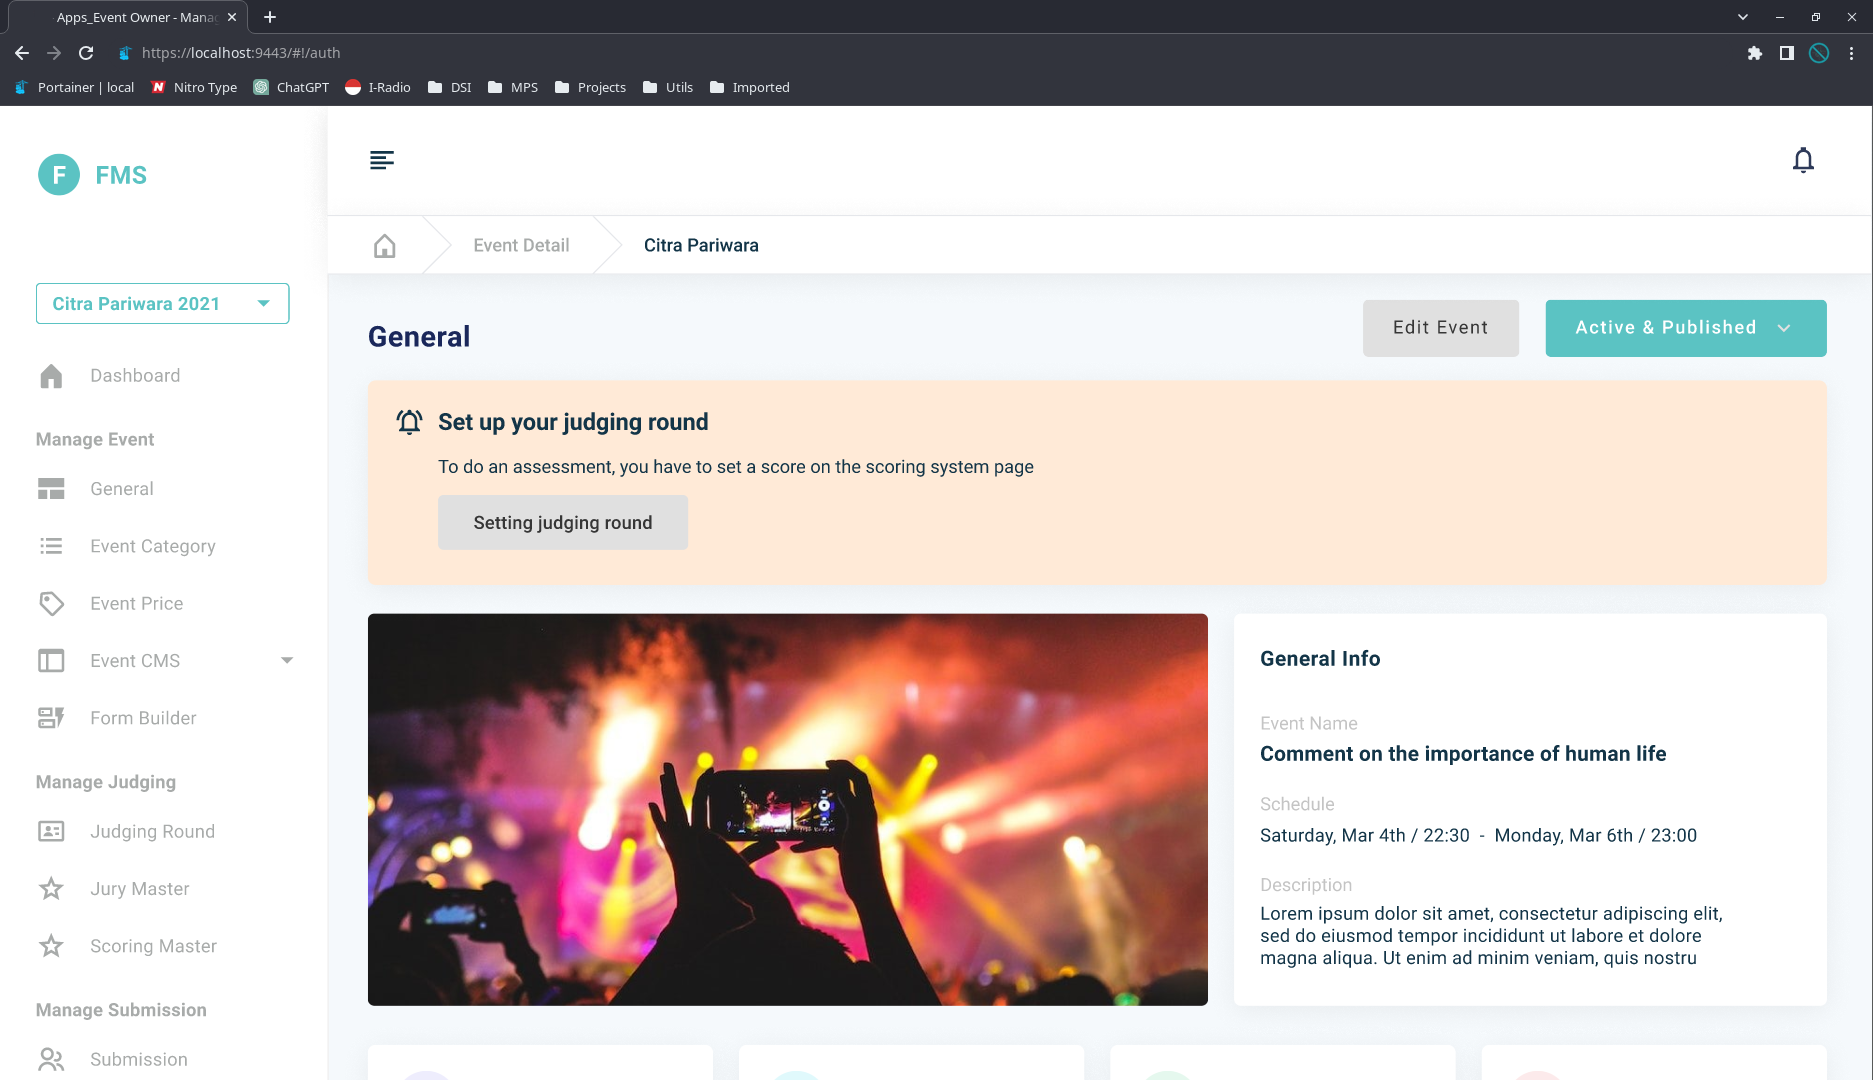 Apps_Event Owner - Manag
https://localhost:9443/#!/auth
Portainer | local
Nitro Type
ChatGPT
I-Radio
DSI
MPS
Projects
Utils
Imported
F FMS
Event Detail
Citra Pariwara
Citra Pariwara 2021
Dashboard
Manage Event
General
Event Category
Event Price
Event CMS
Form Builder
Manage Judging
Judging Round
Jury Master
Scoring Master
Manage Submission
Submission
General
Edit Event
Active & Published
Set up your judging round
To do an assessment, you have to set a score on the scoring system page
Setting judging round
General Info
Event Name
Comment on the importance of human life
Schedule
Saturday, Mar 4th / 22:30 - Monday, Mar 6th / 23:00
Description
Lorem ipsum dolor sit amet, consectetur adipiscing elit,
sed do eiusmod tempor incididunt ut labore et dolore
magna aliqua. Ut enim ad minim veniam, quis nostru